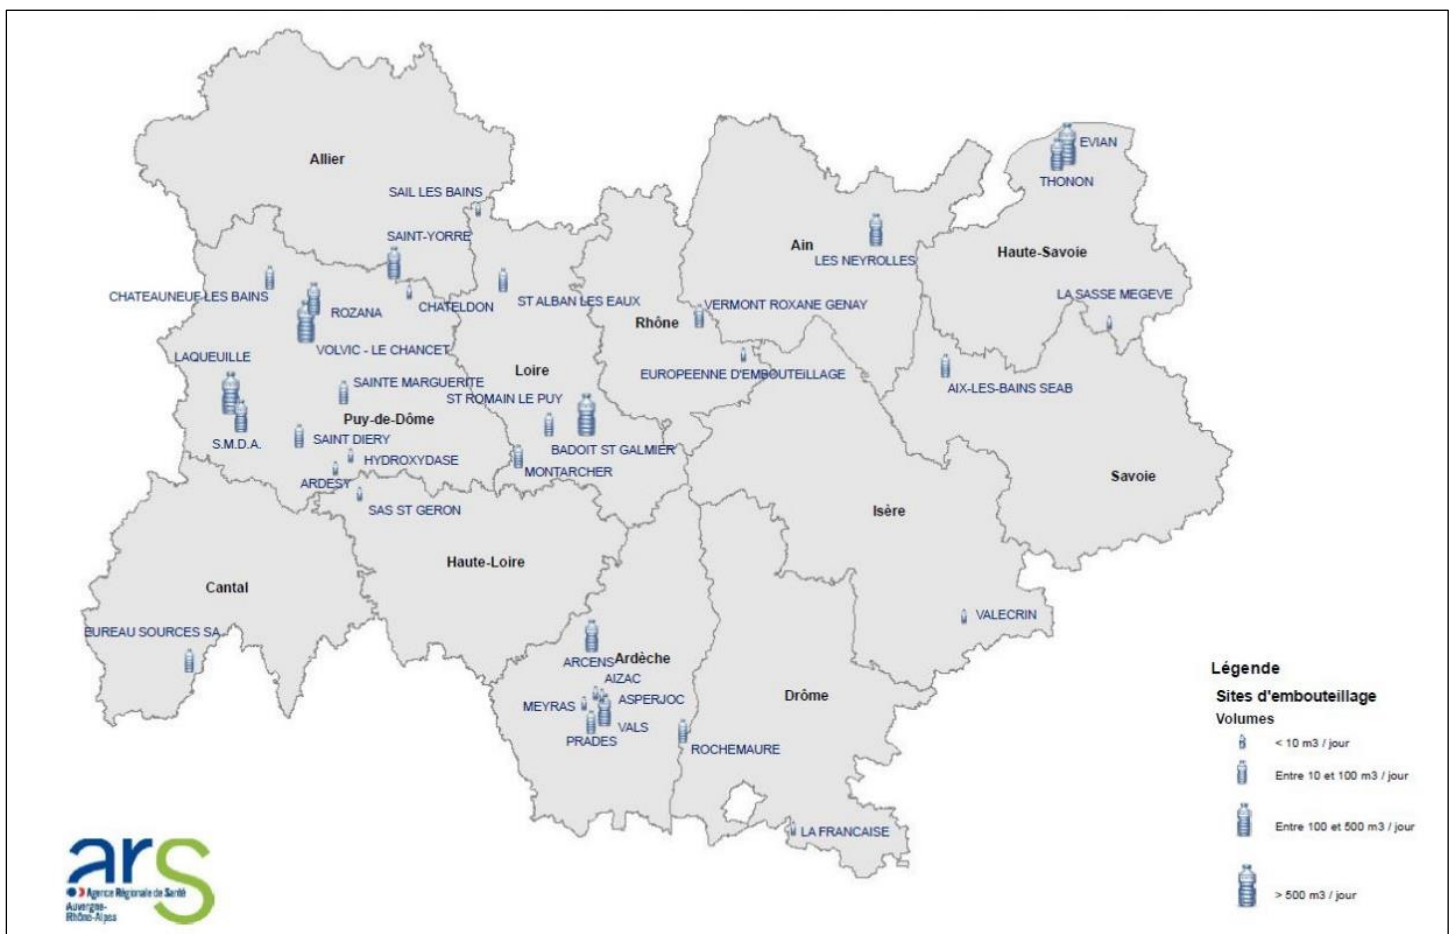 Allier
SAIL LES BAINS
SAINT-YORRE
CHATEAUNEUF LES BAINS
CHATELDON
ROZANA
VOLVIC - LE CHANCET
LAQUEUILLE
SAINTE MARGUERITE
Puy-de-Dôme
S.M.D.A.
SAINT DIERY
HYDROXYDASE
ARDESY
SAS ST GERON
ST ALBAN LES EAUX
Loire
ST ROMAIN LE PUY
BADOIT ST GALMIER
MONTARCHER
Rhône
VERMONT ROXANE GENAY
EUROPEENNE D'EMBOUTEILLAGE
Ain
LES NEYROLLES
EVIAN
THONON
Haute-Savoie
LA SASSE MEGEVE
AIX-LES-BAINS SEAB
Savoie
Isère
VALECRIN
Haute-Loire
Cantal
BUREAU SOURCES SA
ARCENS
Ardèche
AIZAC
MEYRAS
ASPERJOC
VALS
PRADES
ROCHEMAURE
Drôme
LA FRANCAISE
Légende
Sites d'embouteillage
Volumes
< 10 m3 / jour
Entre 10 et 100 m3 / jour
Entre 100 et 500 m3 / jour
> 500 m3 / jour
ars
Agence Régionale de Santé
Auvergne-
Rhône-Alpes